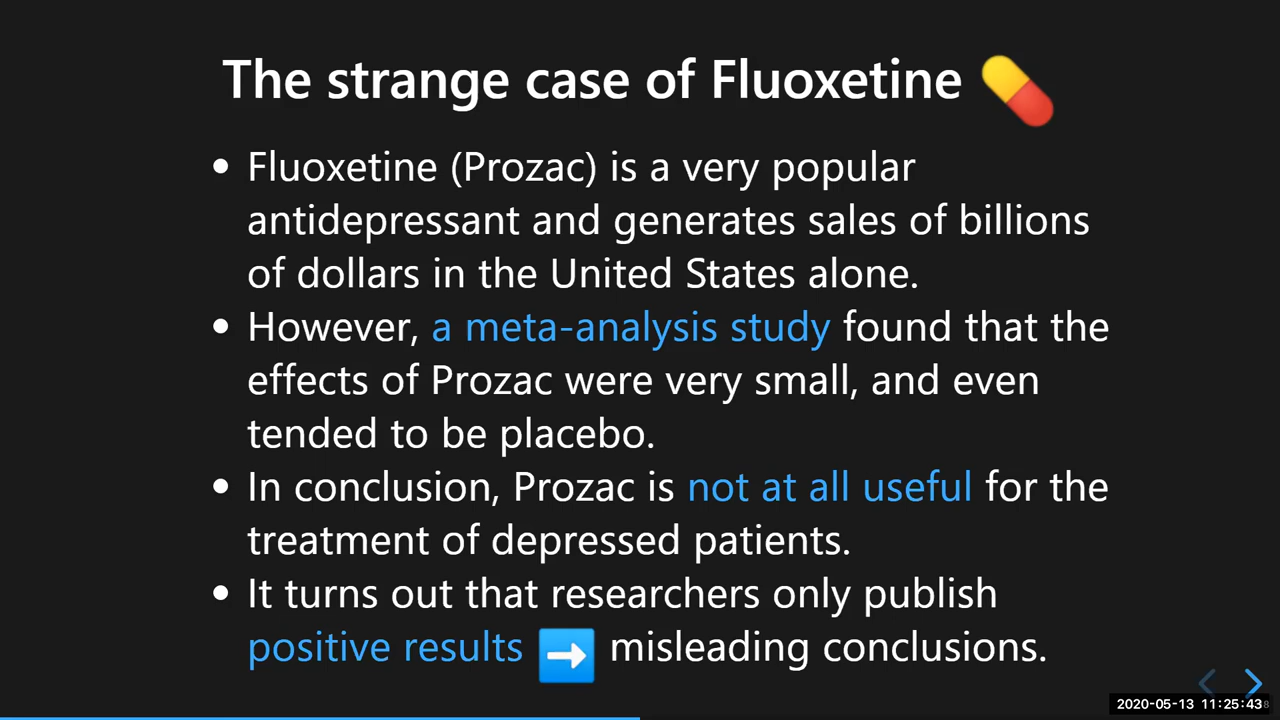 The strange case of Fluoxetine
Fluoxetine (Prozac) is a very popular
antidepressant and generates sales of billions
of dollars in the United States alone.
However, a meta-analysis study found that the
effects of Prozac were very small, and even
tended to be placebo.
In conclusion, Prozac is not at all useful for the
treatment of depressed patients.
It turns out that researchers only publish
positive results ➡ misleading conclusions.
2020-05-13 11:25:43